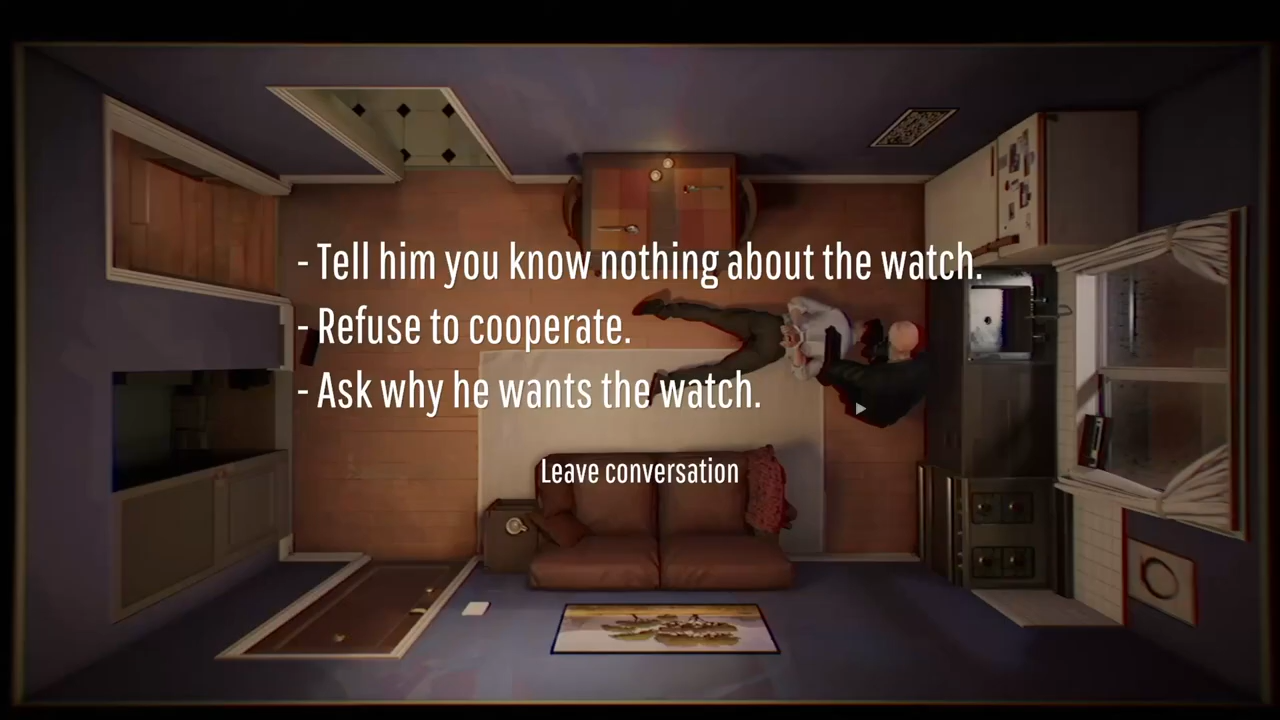 - Tell him you know nothing about the watch.
- Refuse to cooperate.
- Ask why he wants the watch.
Leave conversation